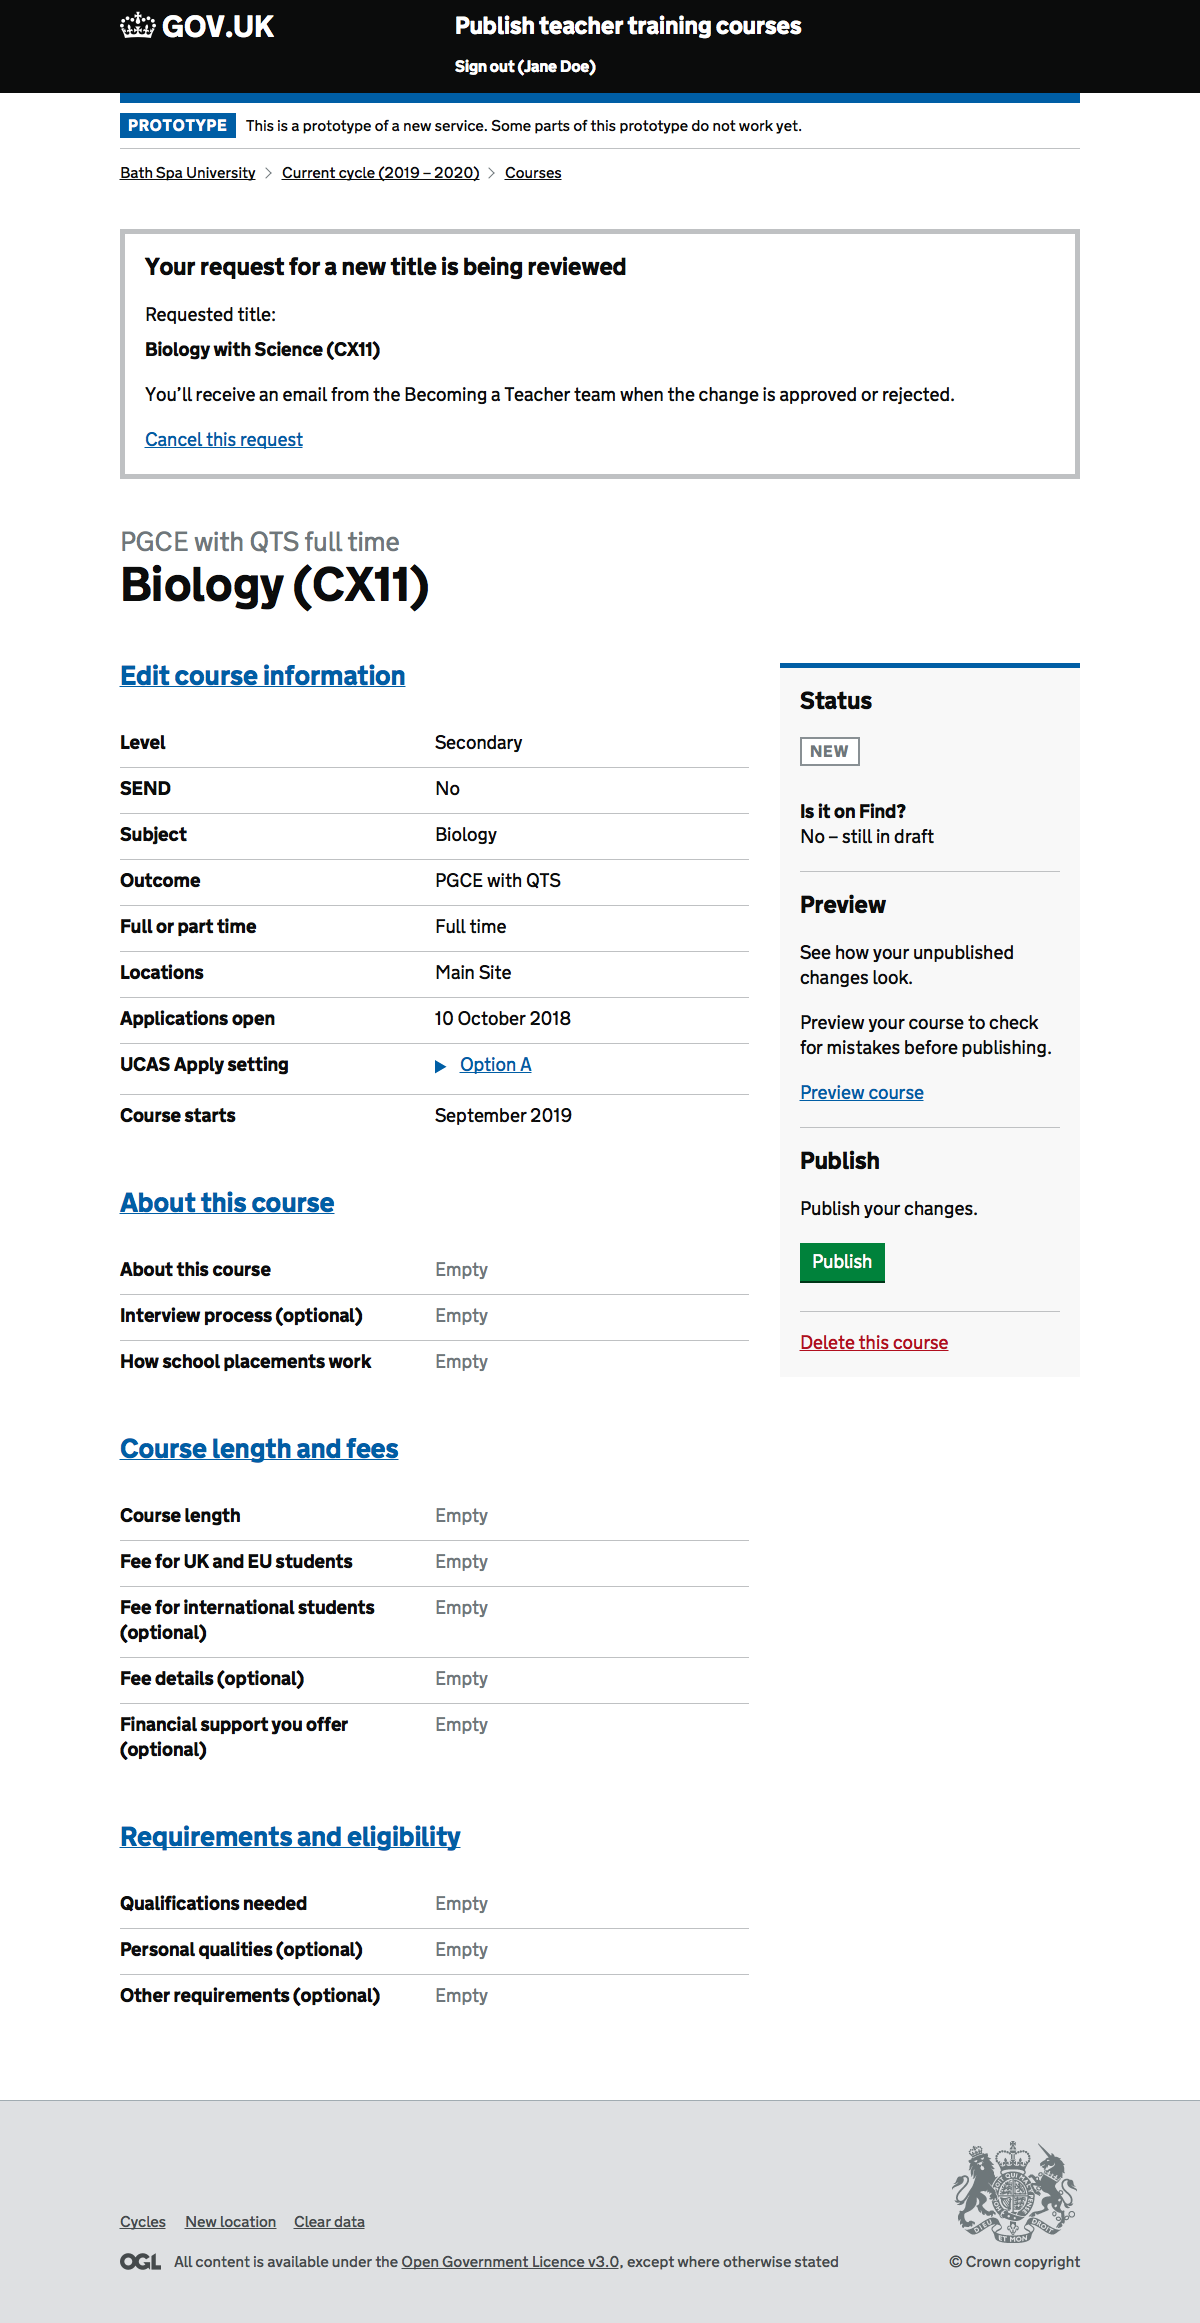 GOV.UK
Publish teacher training courses
Sign out (Jane Doe)
PROTOTYPE This is a prototype of a new service. Some parts of this prototype do not work yet.
Bath Spa University > Current cycle (2019 – 2020) > Courses
Your request for a new title is being reviewed
Requested title:
Biology with Science (CX11)
You’ll receive an email from the Becoming a Teacher team when the change is approved or rejected.
Cancel this request
PGCE with QTS full time
Biology (CX11)
Edit course information
Level Secondary
SEND No
Subject Biology
Outcome PGCE with QTS
Full or part time Full time
Locations Main Site
Applications open 10 October 2018
UCAS Apply setting Option A
Course starts September 2019
About this course
About this course Empty
Interview process (optional) Empty
How school placements work Empty
Course length and fees
Course length Empty
Fee for UK and EU students Empty
Fee for international students Empty
(optional)
Fee details (optional) Empty
Financial support you offer Empty
(optional)
Requirements and eligibility
Qualifications needed Empty
Personal qualities (optional) Empty
Other requirements (optional) Empty
Status
NEW
Is it on Find?
No – still in draft
Preview
See how your unpublished
changes look.
Preview your course to check
for mistakes before publishing.
Preview course
Publish
Publish your changes.
Publish
Delete this course
Cycles New location Clear data
OGL All content is available under the Open Government Licence v3.0, except where otherwise stated
DIEU ET MON DROIT
© Crown copyright